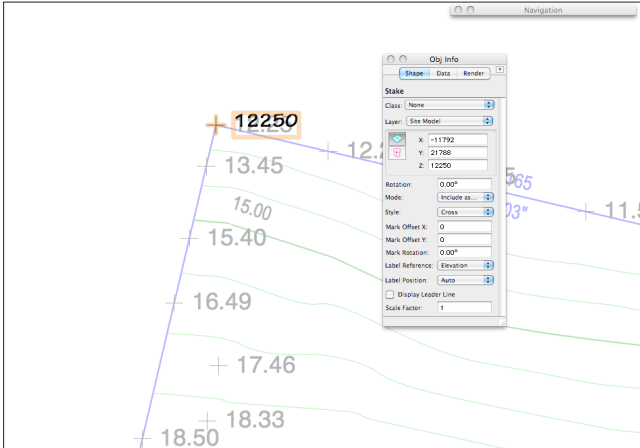 Navigation
Obj Info
Shape Data Render
Stake
Class: None
Layer: Site Model
X: -11792
Y: 21788
Z: 12250
Rotation: 0.00°
Mode: Include as...
Style: Cross
Mark Offset X: 0
Mark Offset Y: 0
Mark Rotation: 0.00°
Label Reference: Elevation
Label Position: Auto
Display Leader Line
Scale Factor: 1
12250
13.45
15.00
15.40
16.49
17.46
18.33
18.50